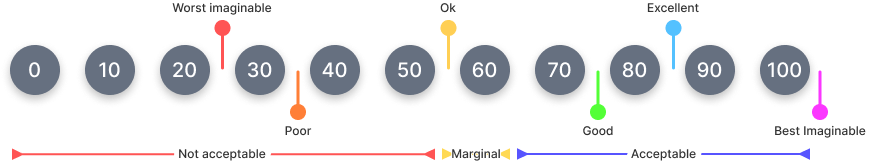 Worst imaginable Ok Excellent
0 10 20 30 40 50 60 70 80 90 100
Poor Good Best Imaginable
Not acceptable Marginal Acceptable